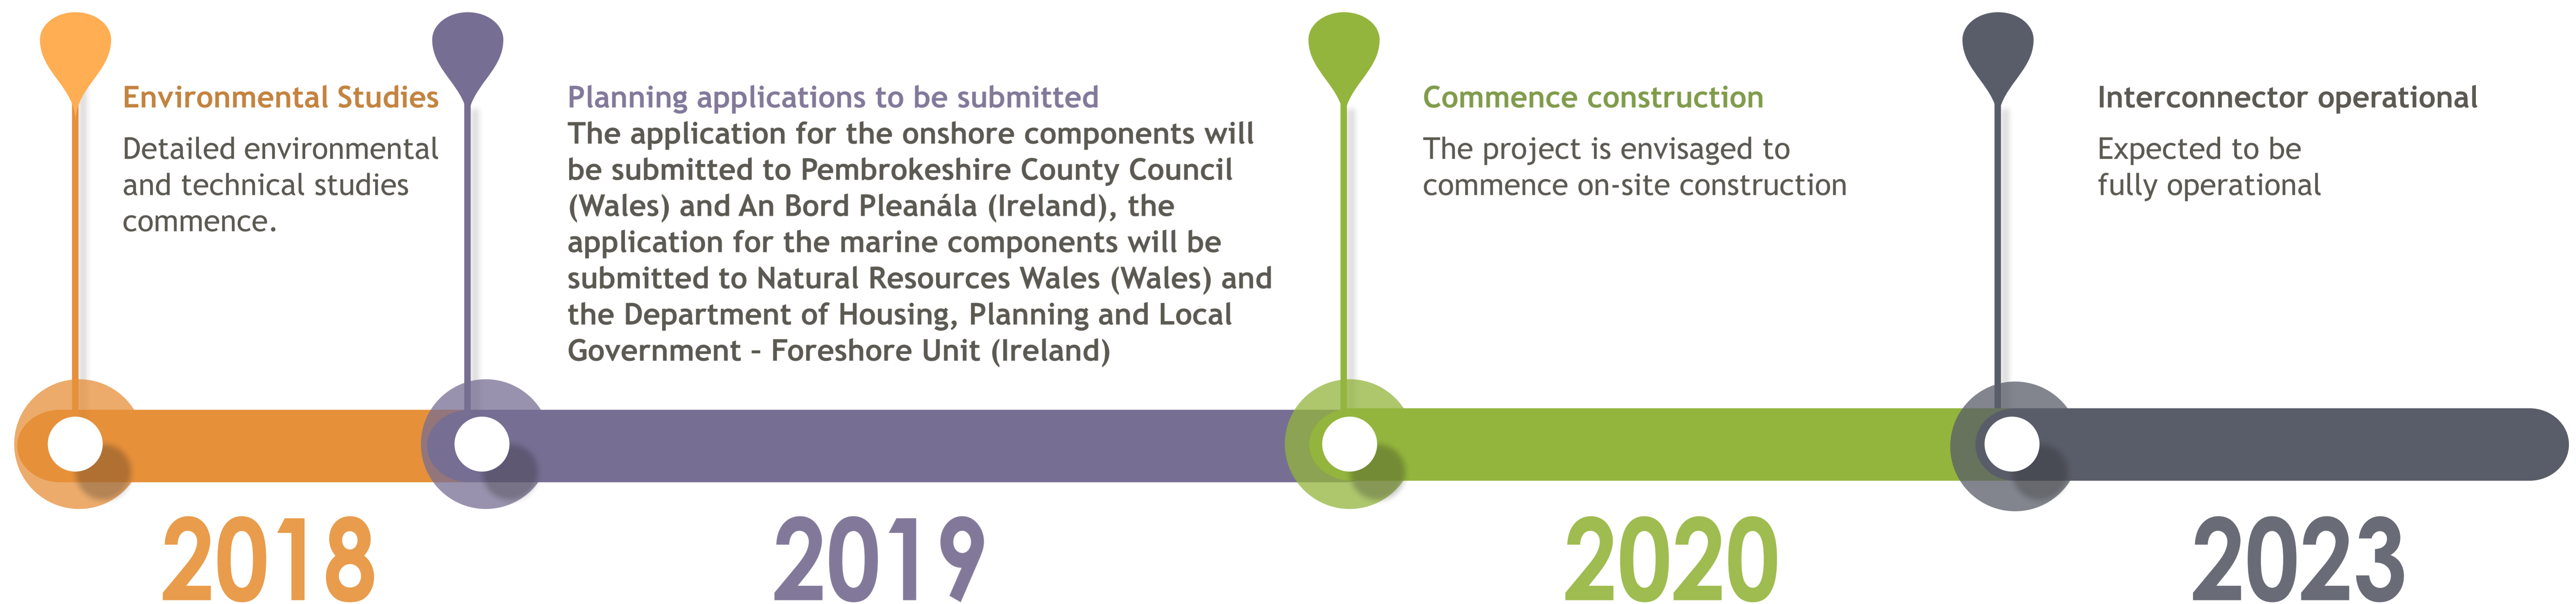 Environmental Studies
Detailed environmental
and technical studies
commence.
Planning applications to be submitted
The application for the onshore components will
be submitted to Pembrokeshire County Council
(Wales) and An Bord Pleanála (Ireland), the
application for the marine components will be
submitted to Natural Resources Wales (Wales) and
the Department of Housing, Planning and Local
Government – Foreshore Unit (Ireland)
Commence construction
The project is envisaged to
commence on-site construction
Interconnector operational
Expected to be
fully operational
2018
2019
2020
2023